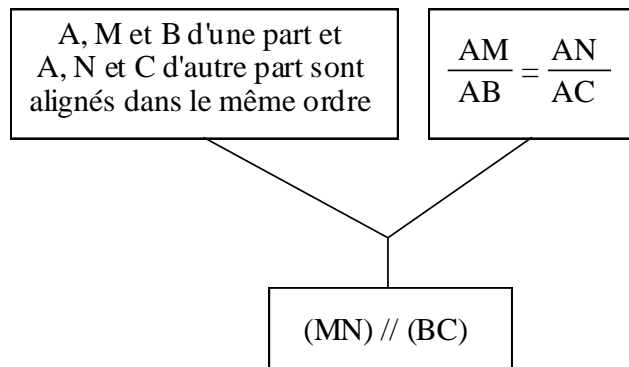 A, M et B d'une part et
A, N et C d'autre part sont
alignés dans le même ordre
AM/AB = AN/AC
(MN) // (BC)